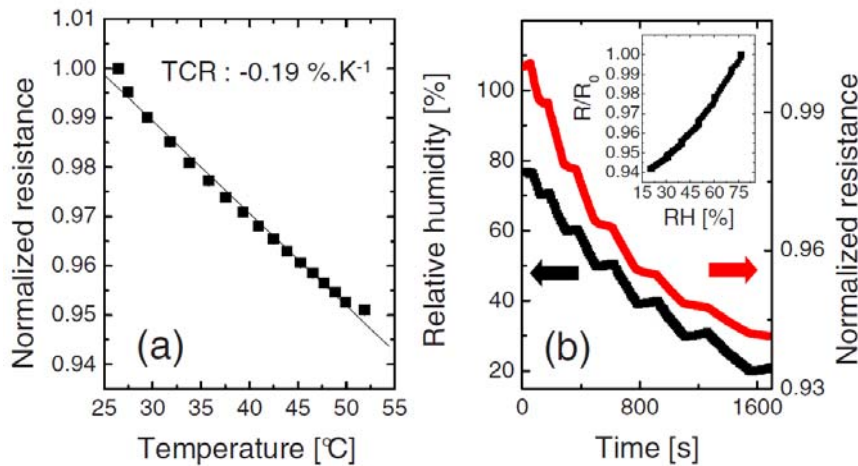 1.01
1.00
0.99
0.98
0.97
0.96
0.95
0.94
Normalized resistance
TCR : -0.19 %.K⁻¹
(a)
25 30 35 40 45 50 55
Temperature [°C]
Relative humidity [%]
100
80
60
40
20
(b)
0 800 1600
Time [s]
0.99
0.96
0.93
Normalized resistance
R/R₀
1.00
0.99
0.98
0.96
0.95
0.94
15 30 45 60 75
RH [%]